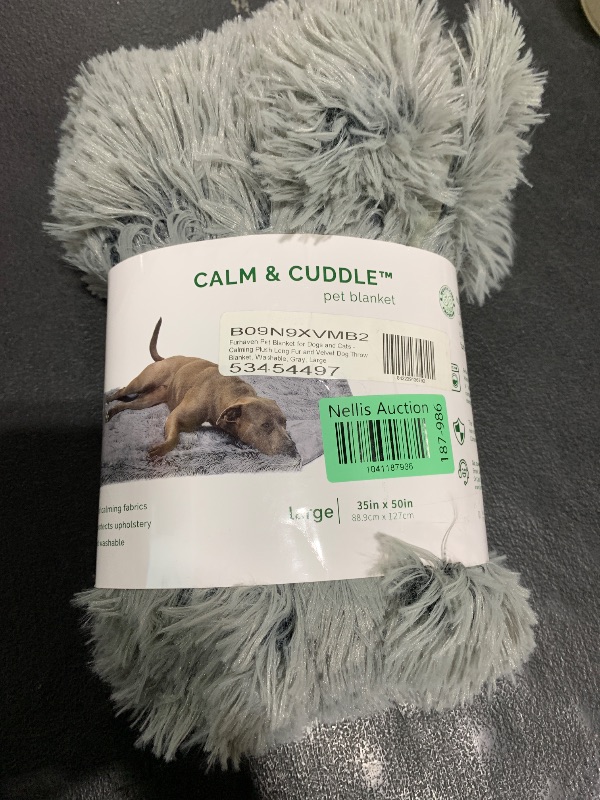 CALM & CUDDLE™
pet blanket
B09N9XVMB2
Furhaven Pet Blanket for Dogs and Cats -
Calming Plush Long Fur and Velvet Dog Throw
Blanket, Washable, Gray, Large
53454497
Nellis Auction
1041187986
187-986
calming fabrics
upholstery
washable
large
35in x 50in
88.9cm x 127cm